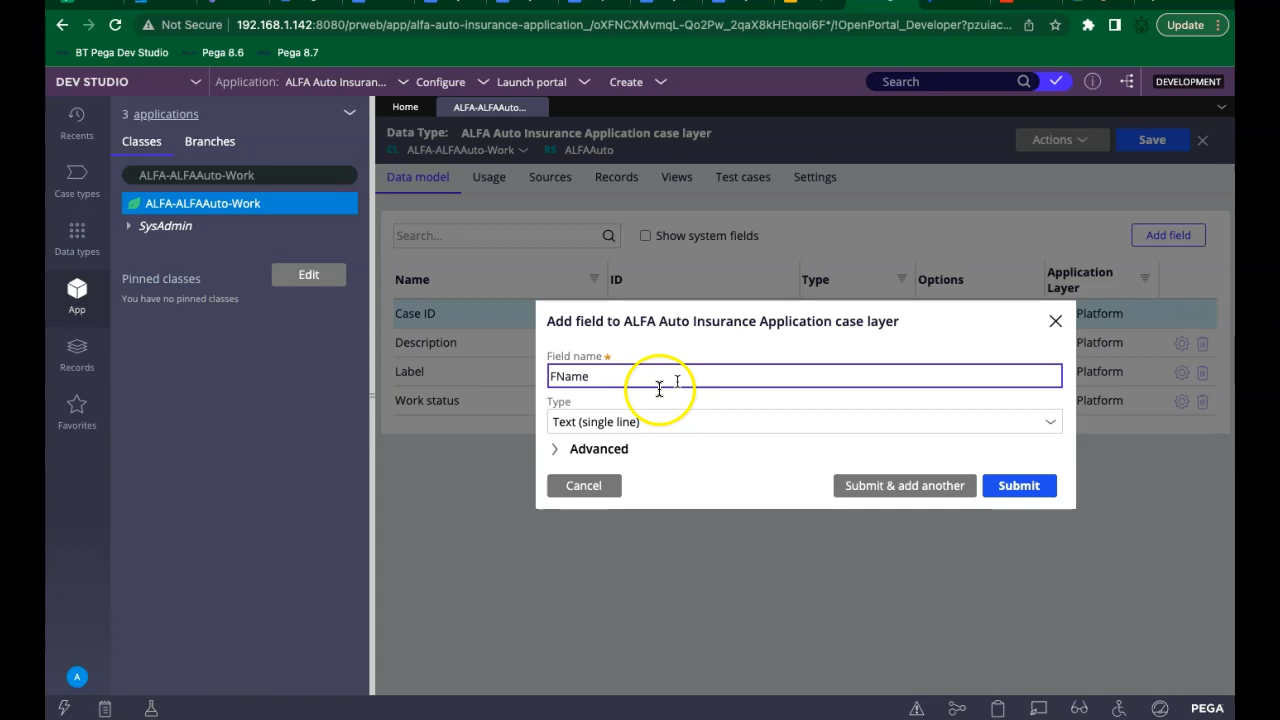 Not Secure 192.168.1.142:8080/prweb/app/alfa-auto-insurance-application_/oXFNCXMvmqL-Qo2Pw_2qaX8kHEhqoi6F*/!OpenPortal_Developer?pzuiac... Update
BT Pega Dev Studio Pega 8.6 Pega 8.7
DEV STUDIO Application: ALFA Auto Insuran... Configure Launch portal Create Search DEVELOPMENT
Recents
Case types
Data types
App
Records
Favorites
A
3 applications
Classes Branches
ALFA-ALFAAuto-Work
ALFA-ALFAAuto-Work
SysAdmin
Pinned classes Edit
You have no pinned classes
Home ALFA-ALFAAuto...
Data Type: ALFA Auto Insurance Application case layer
CL ALFA-ALFAAuto-Work RS ALFAAuto
Actions Save
Data model Usage Sources Records Views Test cases Settings
Search... Show system fields Add field
Name ID Type Options Application
Layer
Case ID Platform
Description Platform
Label Platform
Work status Platform
Add field to ALFA Auto Insurance Application case layer
Field name ★
FName
Type
Text (single line)
Advanced
Cancel Submit & add another Submit
PEGA